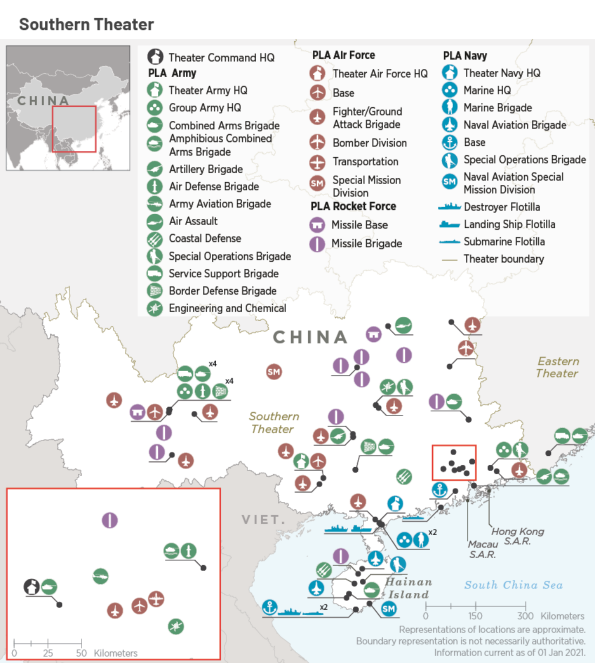 Southern Theater
CHINA
Theater Command HQ
PLA Army
Theater Army HQ
Group Army HQ
Combined Arms Brigade
Amphibious Combined
Arms Brigade
Artillery Brigade
Air Defense Brigade
Army Aviation Brigade
Air Assault
Coastal Defense
Special Operations Brigade
Service Support Brigade
Border Defense Brigade
Engineering and Chemical
PLA Air Force
Theater Air Force HQ
Base
Fighter/Ground
Attack Brigade
Bomber Division
Transportation
SM
Special Mission
Division
PLA Rocket Force
Missile Base
Missile Brigade
PLA Navy
Theater Navy HQ
Marine HQ
Marine Brigade
Naval Aviation Brigade
Base
Special Operations Brigade
SM
Naval Aviation Special
Mission Division
Destroyer Flotilla
Landing Ship Flotilla
Submarine Flotilla
Theater boundary
CHINA
Eastern
Theater
x4
SM
x4
Southern
Theater
VIET.
x2
Hong Kong
S.A.R.
Macau
S.A.R.
Hainan
Island
South China Sea
x2
SM
0 150 300 Kilometers
0 25 50 Kilometers
Representations of locations are approximate.
Boundary representation is not necessarily authoritative.
Information current as of 01 Jan 2021.